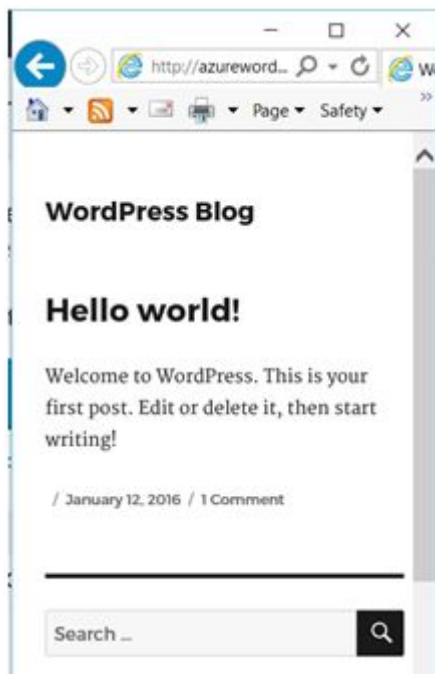 http://azureword...
Page Safety
WordPress Blog
Hello world!
Welcome to WordPress. This is your
first post. Edit or delete it, then start
writing!
/ January 12, 2016 / 1 Comment
Search ...